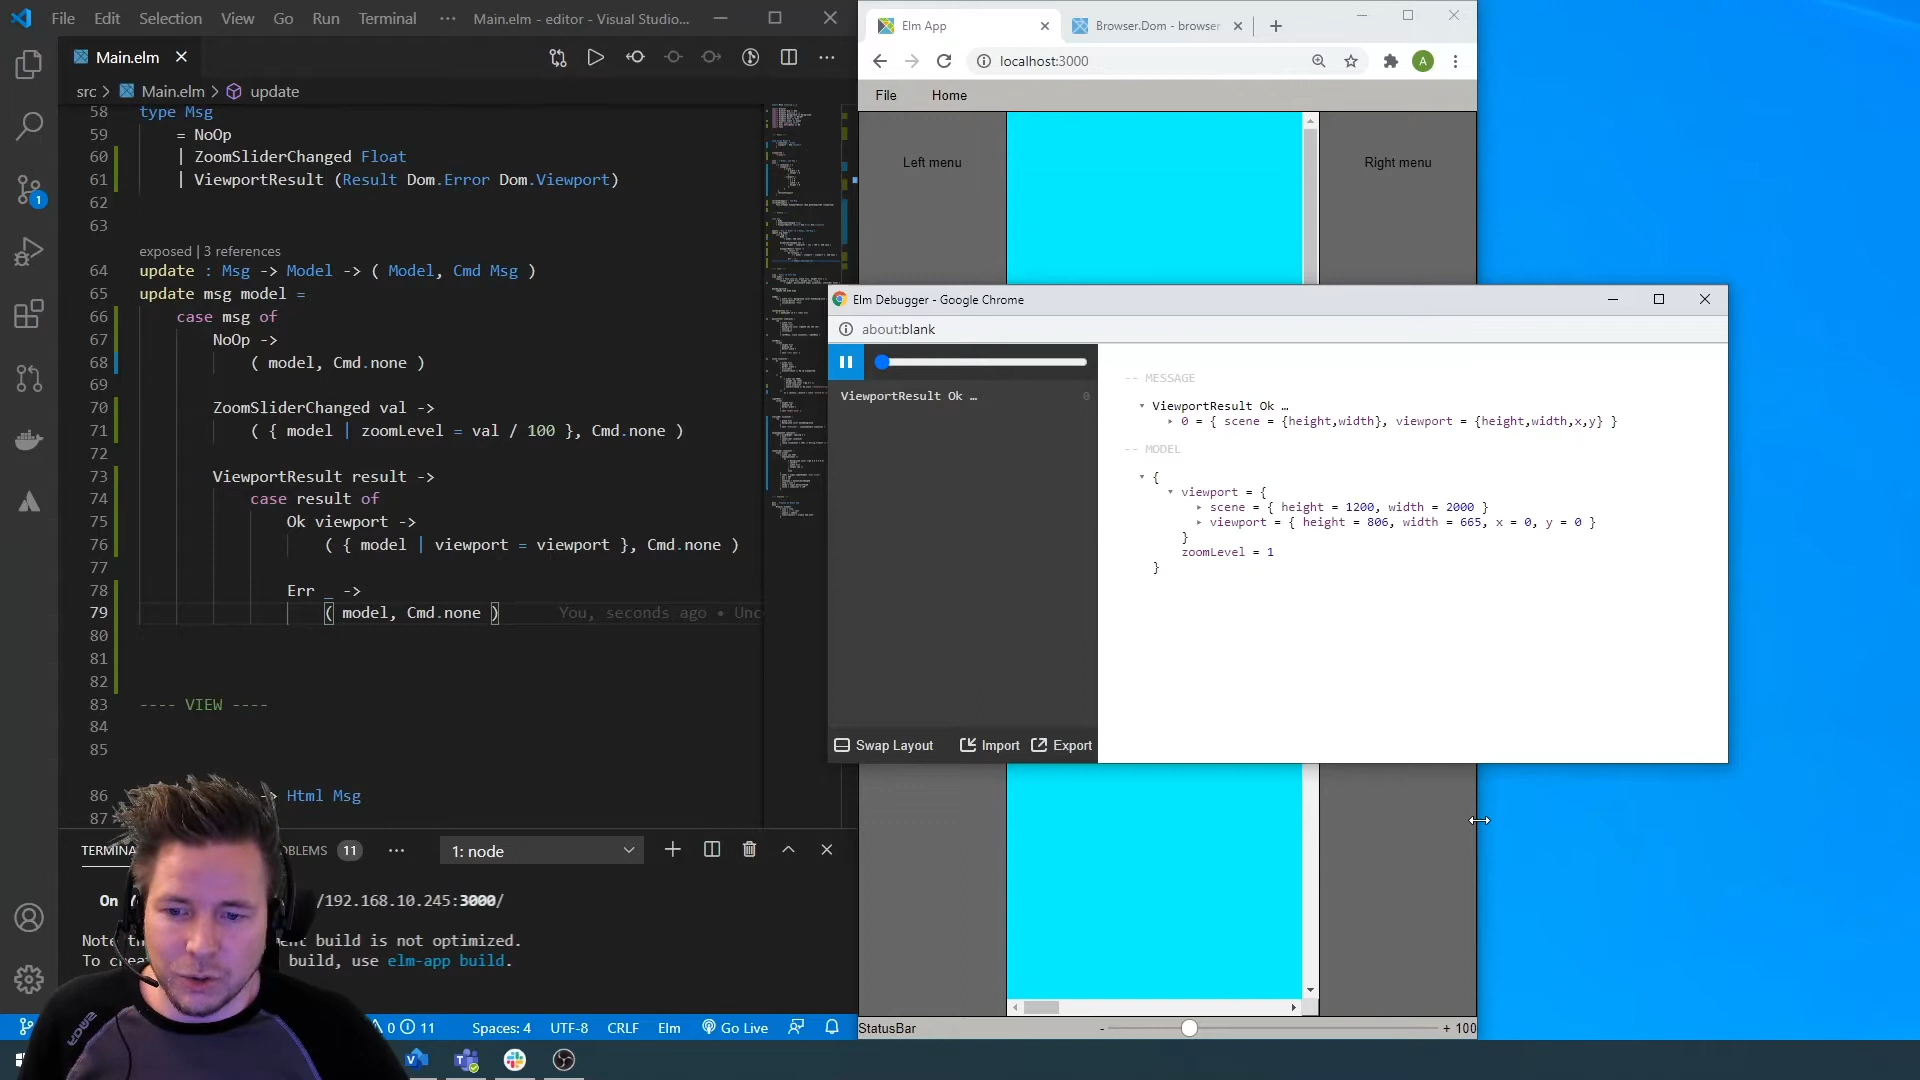 File Edit Selection View Go Run Terminal ··· Main.elm - editor - Visual Studio...
Main.elm
src > Main.elm > update
58 type Msg
59 = NoOp
60 | ZoomSliderChanged Float
61 | ViewportResult (Result Dom.Error Dom.Viewport)
62
63
exposed | 3 references
64 update : Msg -> Model -> ( Model, Cmd Msg )
65 update msg model =
66 case msg of
67 NoOp ->
68 ( model, Cmd.none )
69
70 ZoomSliderChanged val ->
71 ( { model | zoomLevel = val / 100 }, Cmd.none )
72
73 ViewportResult result ->
74 case result of
75 Ok viewport ->
76 ( { model | viewport = viewport }, Cmd.none )
77
78 Err _ ->
79 ( model, Cmd.none ) You, seconds ago • Unc
80
81
82
83 ---- VIEW ----
84
85
86 > Html Msg
87
1
TERMINA OBLEMS 11 ··· 1: node
On /192.168.10.245:3000/
build is not optimized.
build, use elm-app build.
0 11 Spaces: 4 UTF-8 CRLF Elm Go Live
Elm App
Browser.Dom - browser
localhost:3000
A
File Home
Left menu
Right menu
Elm Debugger - Google Chrome
about:blank
ViewportResult Ok … 0
Swap Layout Import Export
-- MESSAGE
ViewportResult Ok …
0 = { scene = {height,width}, viewport = {height,width,x,y} }
-- MODEL
{
viewport = {
scene = { height = 1200, width = 2000 }
viewport = { height = 806, width = 665, x = 0, y = 0 }
}
zoomLevel = 1
}
StatusBar - + 100